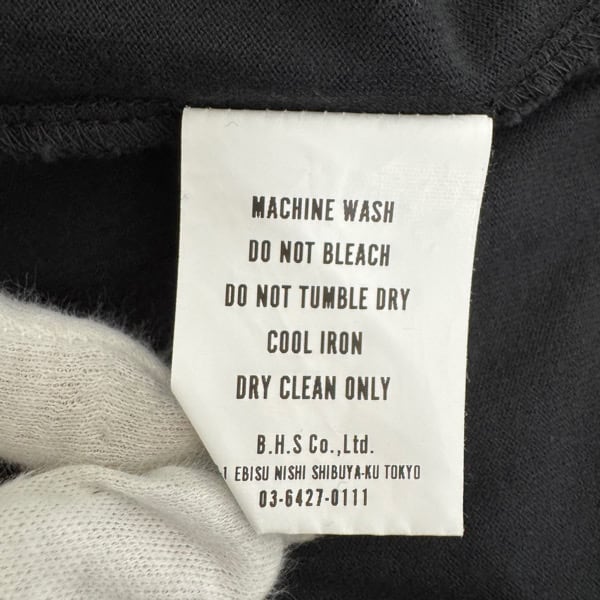 MACHINE WASH
DO NOT BLEACH
DO NOT TUMBLE DRY
COOL IRON
DRY CLEAN ONLY
B.H.S Co.,Ltd.
1 EBISU NISHI SHIBUYA-KU TOKYO
03-6427-0111